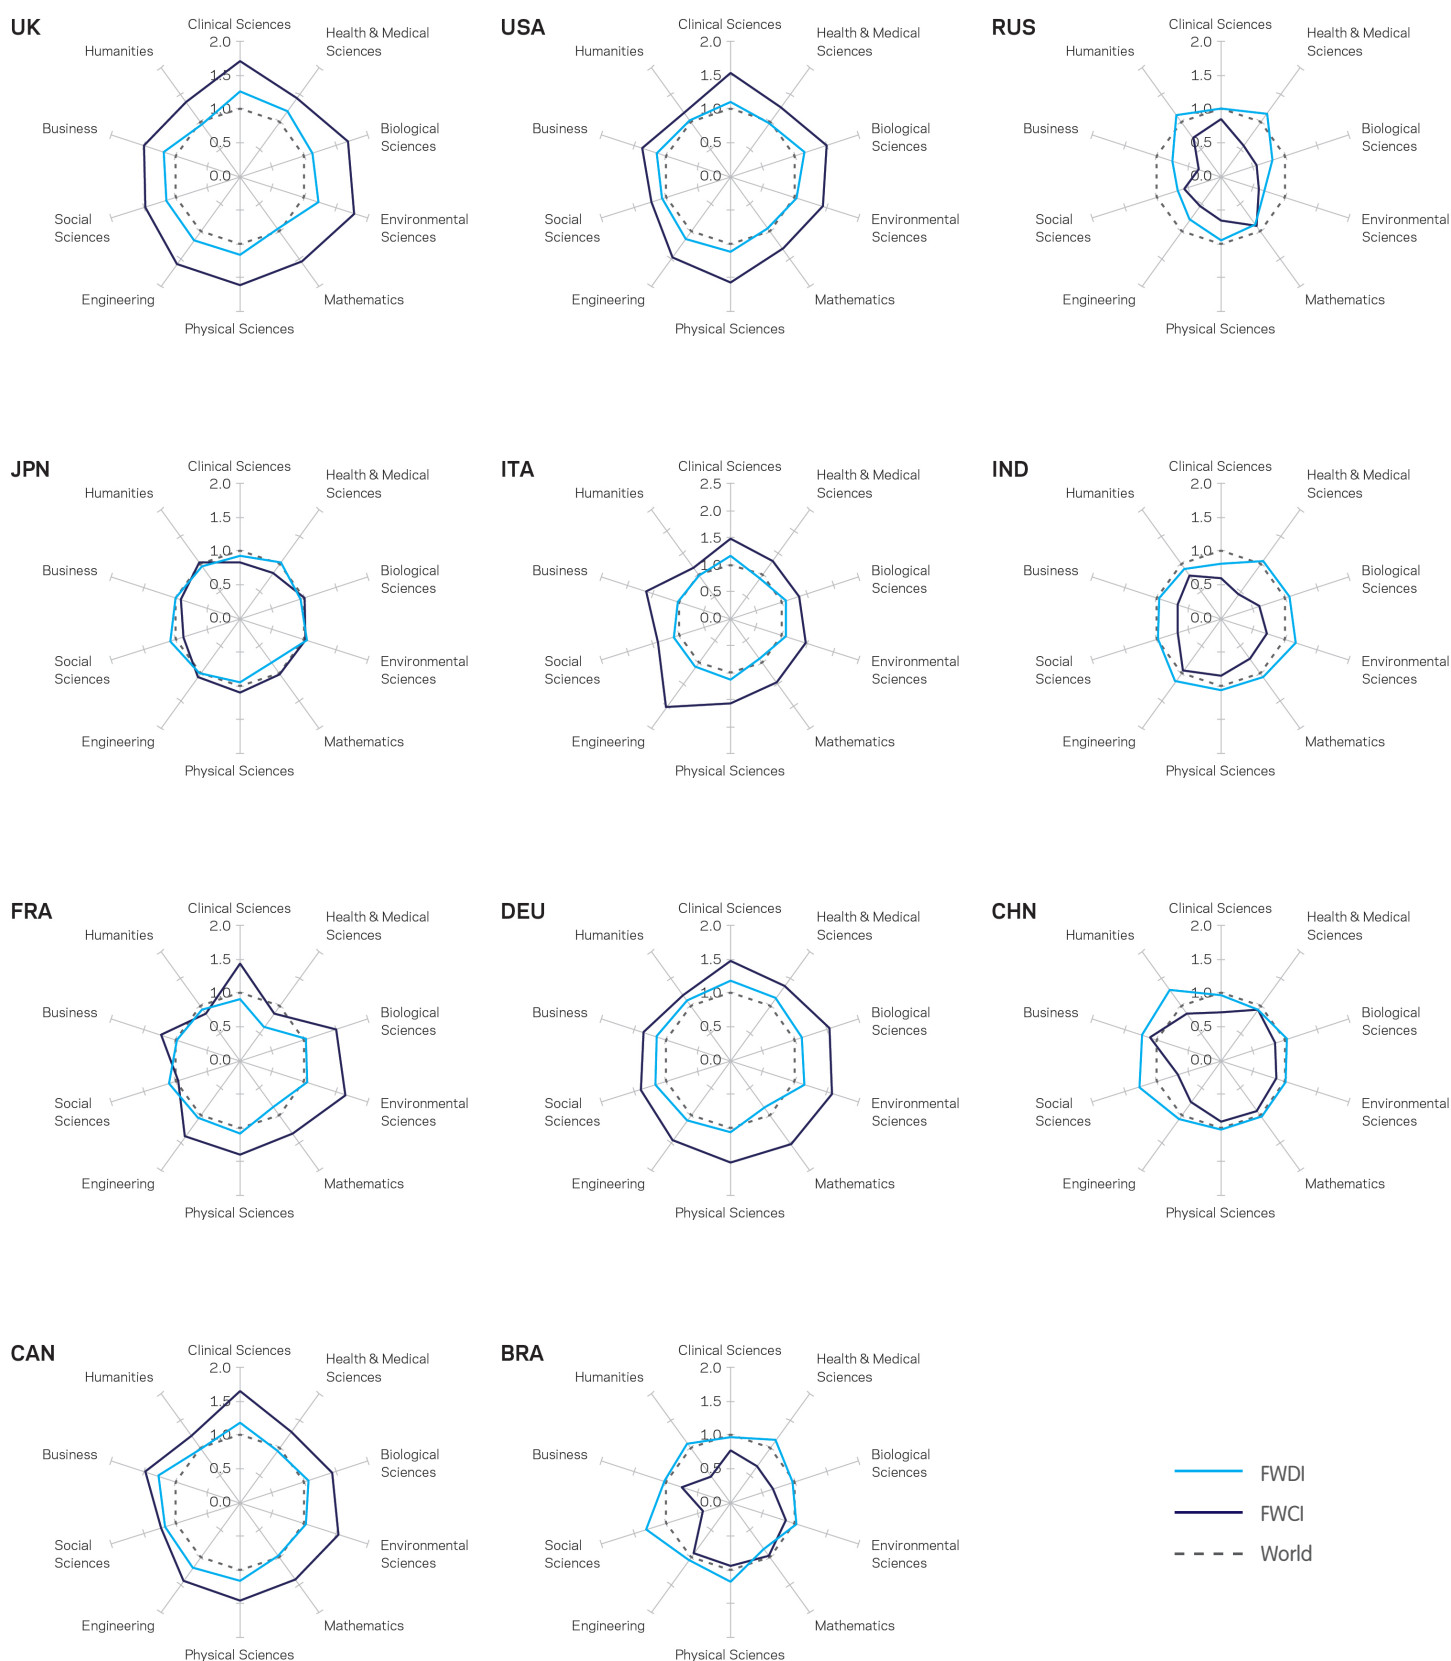 UK
Clinical Sciences
Health & Medical
Sciences
Biological
Sciences
Environmental
Sciences
Mathematics
Physical Sciences
Engineering
Social
Sciences
Business
Humanities
2.0
1.5
1.0
0.5
0.0
USA
Clinical Sciences
Health & Medical
Sciences
Biological
Sciences
Environmental
Sciences
Mathematics
Physical Sciences
Engineering
Social
Sciences
Business
Humanities
2.0
1.5
1.0
0.5
0.0
RUS
Clinical Sciences
Health & Medical
Sciences
Biological
Sciences
Environmental
Sciences
Mathematics
Physical Sciences
Engineering
Social
Sciences
Business
Humanities
2.0
1.5
1.0
0.5
0.0
JPN
Clinical Sciences
Health & Medical
Sciences
Biological
Sciences
Environmental
Sciences
Mathematics
Physical Sciences
Engineering
Social
Sciences
Business
Humanities
2.0
1.5
1.0
0.5
0.0
ITA
Clinical Sciences
Health & Medical
Sciences
Biological
Sciences
Environmental
Sciences
Mathematics
Physical Sciences
Engineering
Social
Sciences
Business
Humanities
2.5
2.0
1.5
1.0
0.5
0.0
IND
Clinical Sciences
Health & Medical
Sciences
Biological
Sciences
Environmental
Sciences
Mathematics
Physical Sciences
Engineering
Social
Sciences
Business
Humanities
2.0
1.5
1.0
0.5
0.0
FRA
Clinical Sciences
Health & Medical
Sciences
Biological
Sciences
Environmental
Sciences
Mathematics
Physical Sciences
Engineering
Social
Sciences
Business
Humanities
2.0
1.5
1.0
0.5
0.0
DEU
Clinical Sciences
Health & Medical
Sciences
Biological
Sciences
Environmental
Sciences
Mathematics
Physical Sciences
Engineering
Social
Sciences
Business
Humanities
2.0
1.5
1.0
0.5
0.0
CHN
Clinical Sciences
Health & Medical
Sciences
Biological
Sciences
Environmental
Sciences
Mathematics
Physical Sciences
Engineering
Social
Sciences
Business
Humanities
2.0
1.5
1.0
0.5
0.0
CAN
Clinical Sciences
Health & Medical
Sciences
Biological
Sciences
Environmental
Sciences
Mathematics
Physical Sciences
Engineering
Social
Sciences
Business
Humanities
2.0
1.5
1.0
0.5
0.0
BRA
Clinical Sciences
Health & Medical
Sciences
Biological
Sciences
Environmental
Sciences
Mathematics
Physical Sciences
Engineering
Social
Sciences
Business
Humanities
2.0
1.5
1.0
0.5
0.0
FWDI
FWCI
World